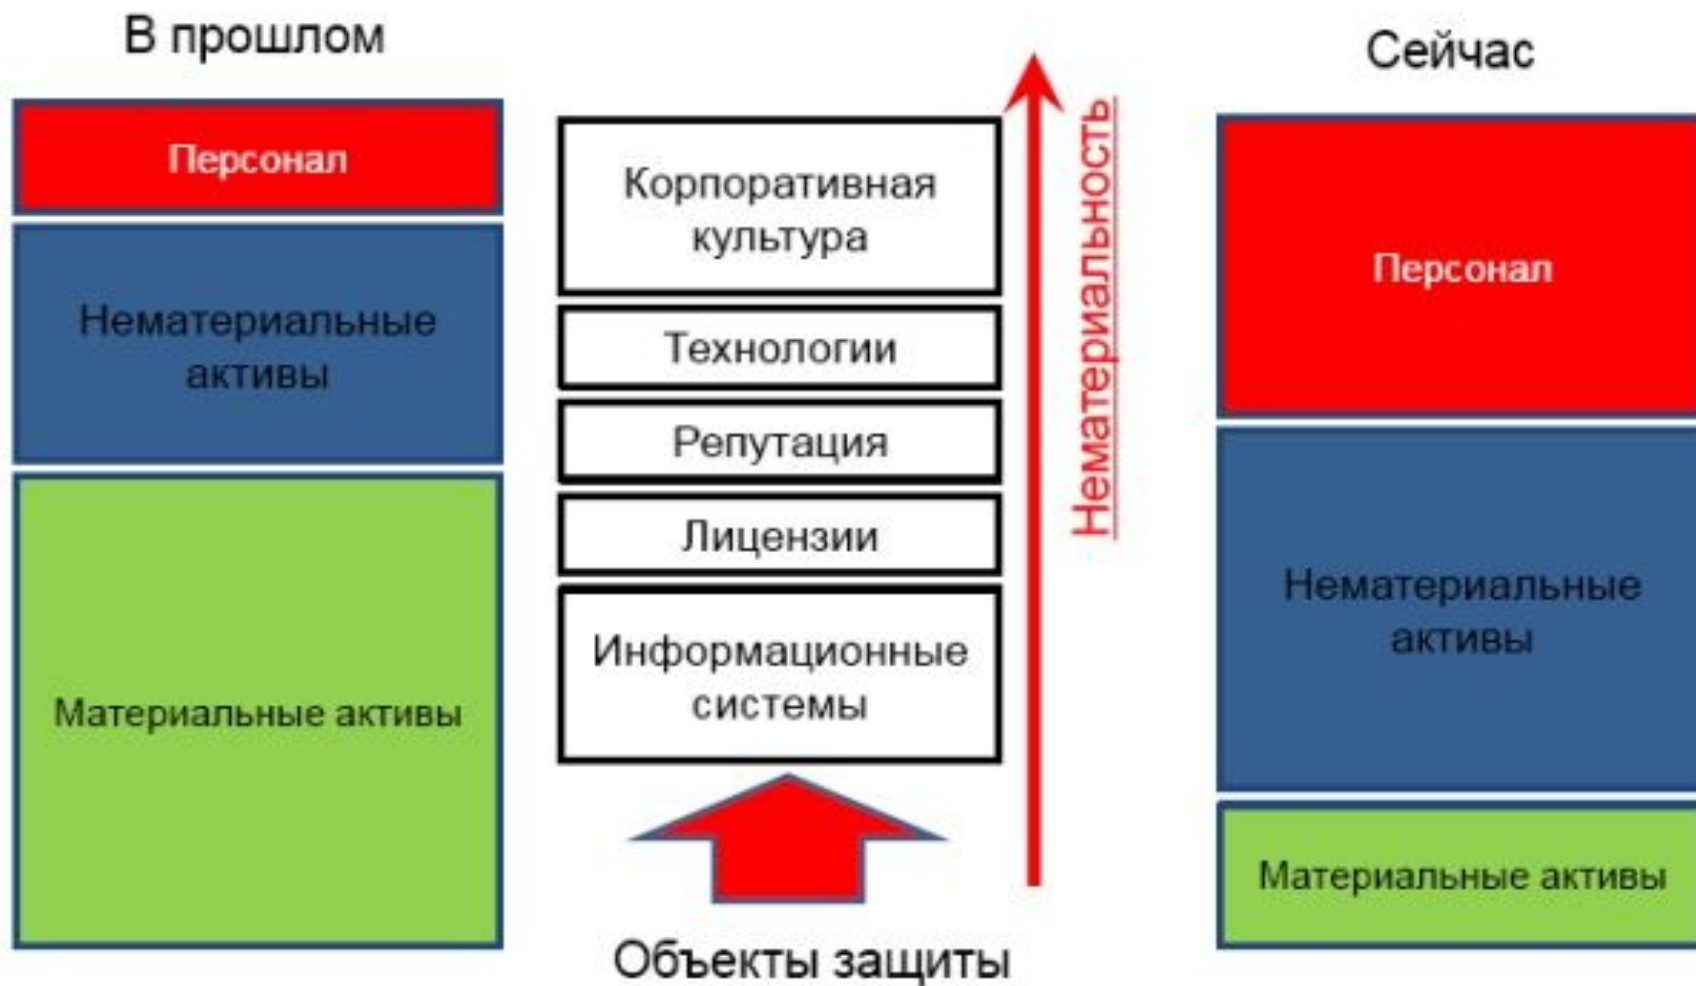 В прошлом
Персонал
Нематериальные
активы
Материальные активы
Корпоративная
культура
Технологии
Репутация
Лицензии
Информационные
системы
Объекты защиты
Нематериальность
Сейчас
Персонал
Нематериальные
активы
Материальные активы